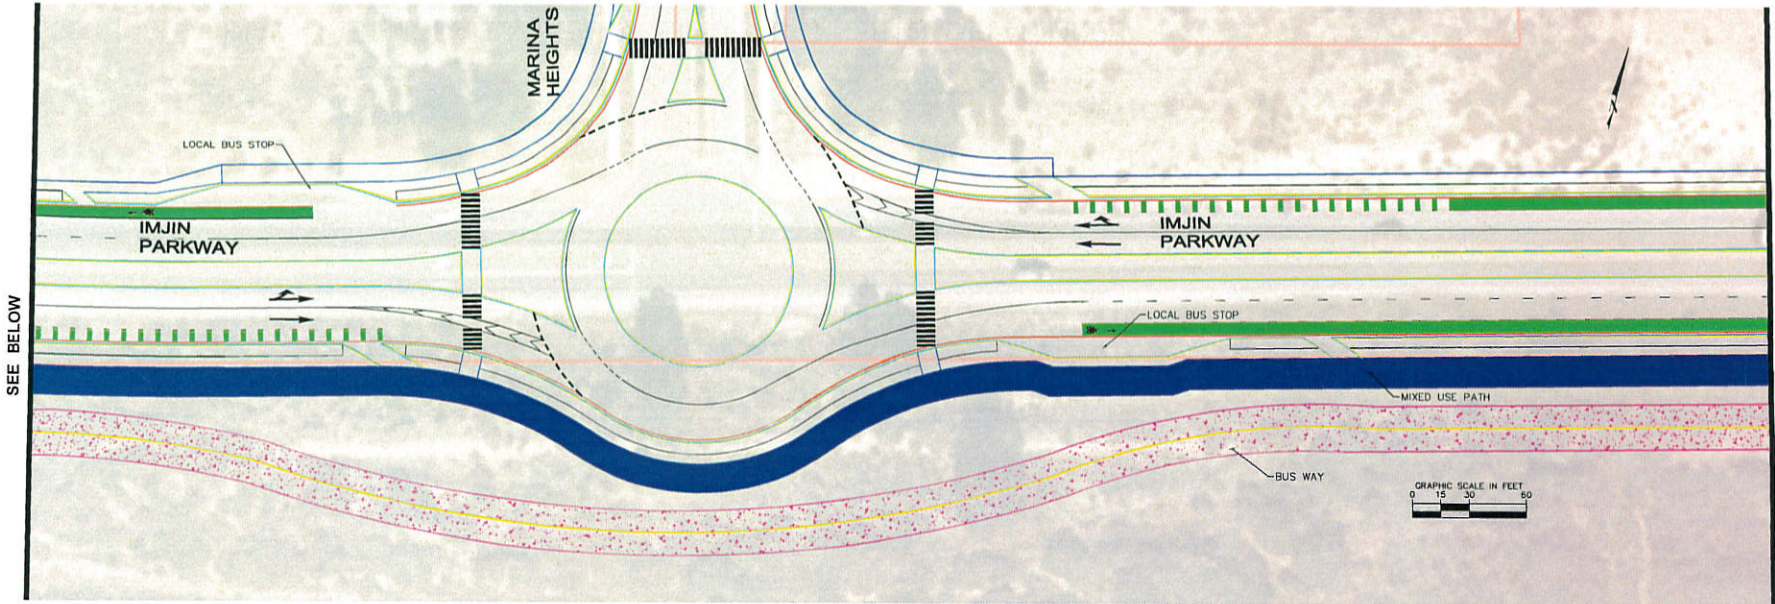 MARINA
HEIGHTS
LOCAL BUS STOP
IMJIN
PARKWAY
IMJIN
PARKWAY
SEE BELOW
LOCAL BUS STOP
MIXED USE PATH
BUS WAY
GRAPHIC SCALE IN FEET
0 15 30 60